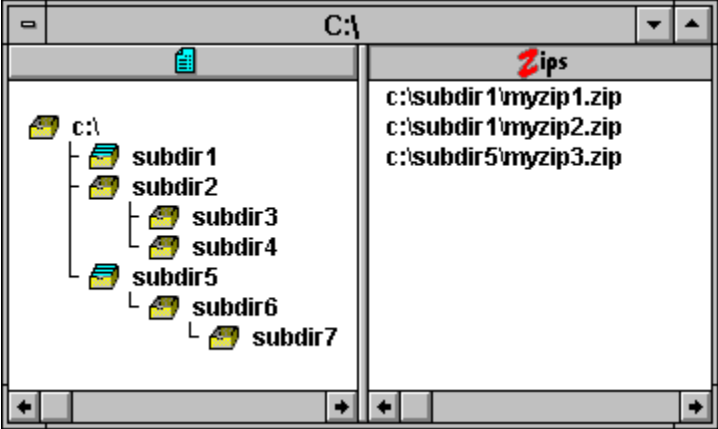 C:\
Zips
c:\
subdir1
subdir2
subdir3
subdir4
subdir5
subdir6
subdir7
c:\subdir1\myzip1.zip
c:\subdir1\myzip2.zip
c:\subdir5\myzip3.zip